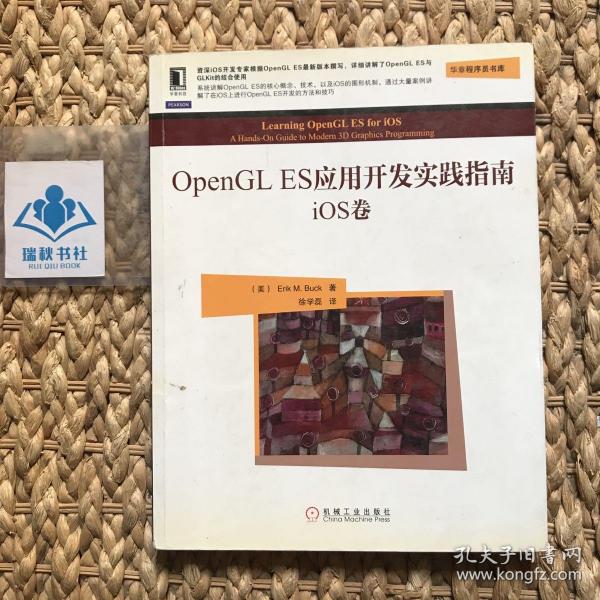 资深iOS开发专家根据OpenGL ES最新版本撰写，详细讲解了OpenGL ES与
GLKit的结合使用
系统讲解OpenGL ES的核心概念、技术，以及iOS的图形机制，通过大量案例讲
解了在iOS上进行OpenGL ES开发的方法和技巧
华章科技
PEARSON
华章程序员书库
Learning OpenGL ES for iOS
A Hands-On Guide to Modern 3D Graphics Programming
OpenGL ES应用开发实践指南
iOS卷
（美） Erik M. Buck 著
徐学磊 译
机械工业出版社
China Machine Press
瑞秋书社
RUI QIU BOOK
孔夫子旧书网
www.kongfz.com